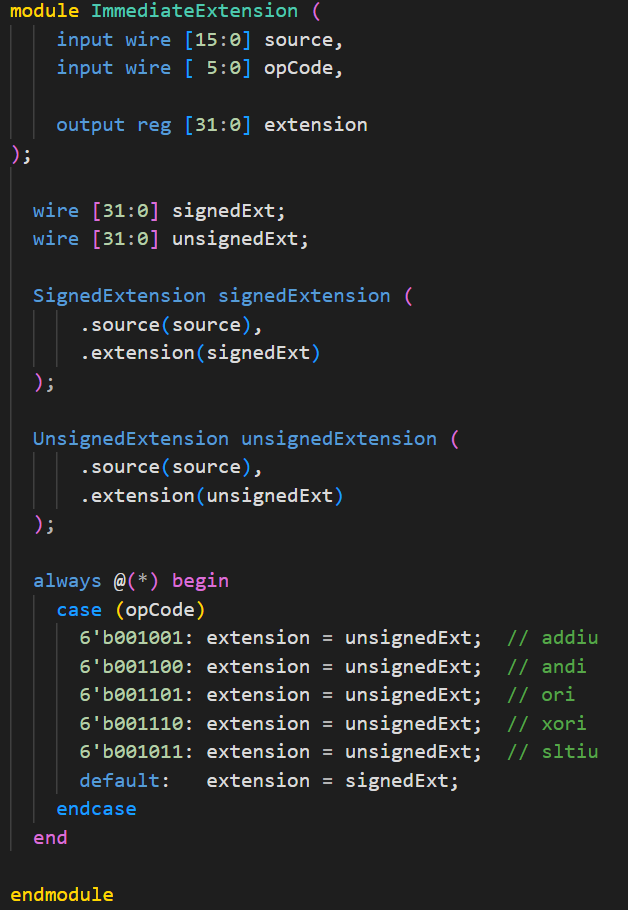 module ImmediateExtension (
    input wire [15:0] source,
    input wire [ 5:0] opCode,

    output reg [31:0] extension
);

  wire [31:0] signedExt;
  wire [31:0] unsignedExt;

  SignedExtension signedExtension (
      .source(source),
      .extension(signedExt)
  );

  UnsignedExtension unsignedExtension (
      .source(source),
      .extension(unsignedExt)
  );

  always @(*) begin
    case (opCode)
      6'b001001: extension = unsignedExt;  // addiu
      6'b001100: extension = unsignedExt;  // andi
      6'b001101: extension = unsignedExt;  // ori
      6'b001110: extension = unsignedExt;  // xori
      6'b001011: extension = unsignedExt;  // sltiu
      default:   extension = signedExt;
    endcase
  end

endmodule